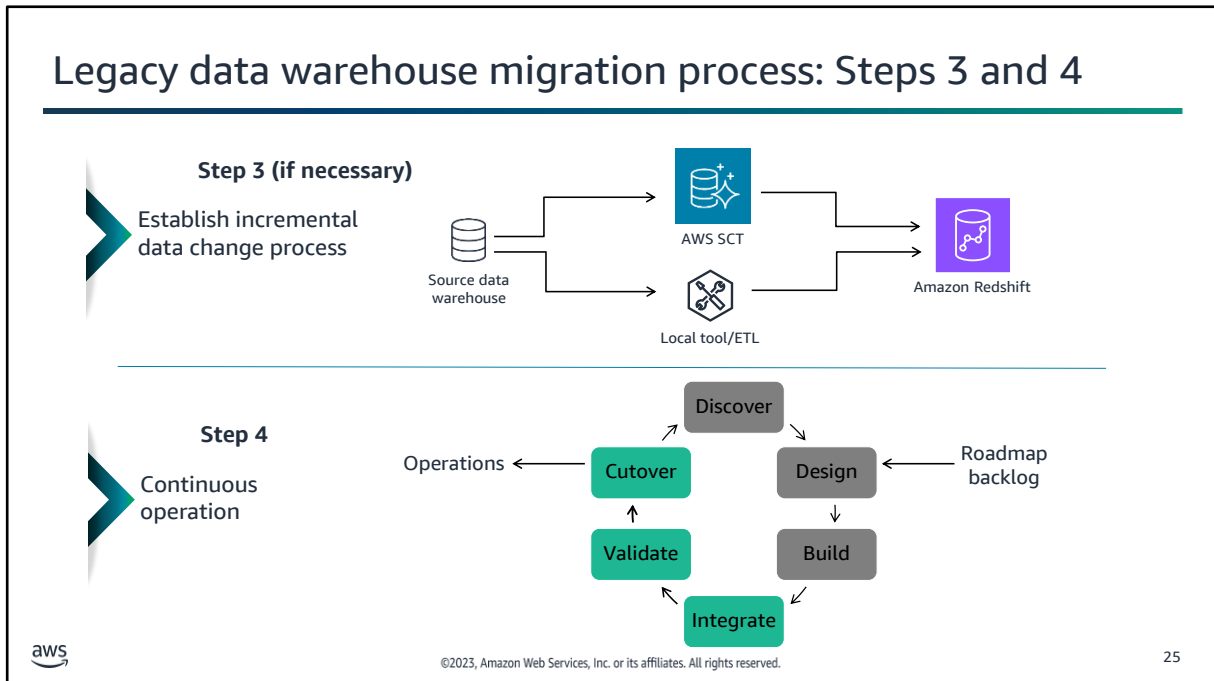 Legacy data warehouse migration process: Steps 3 and 4
Step 3 (if necessary)
Establish incremental
data change process
Source data
warehouse
AWS SCT
Local tool/ETL
Amazon Redshift
Step 4
Continuous
operation
Discover
Operations
Cutover
Design
Roadmap
backlog
Validate
Build
Integrate
aws
©2023, Amazon Web Services, Inc. or its affiliates. All rights reserved.
25